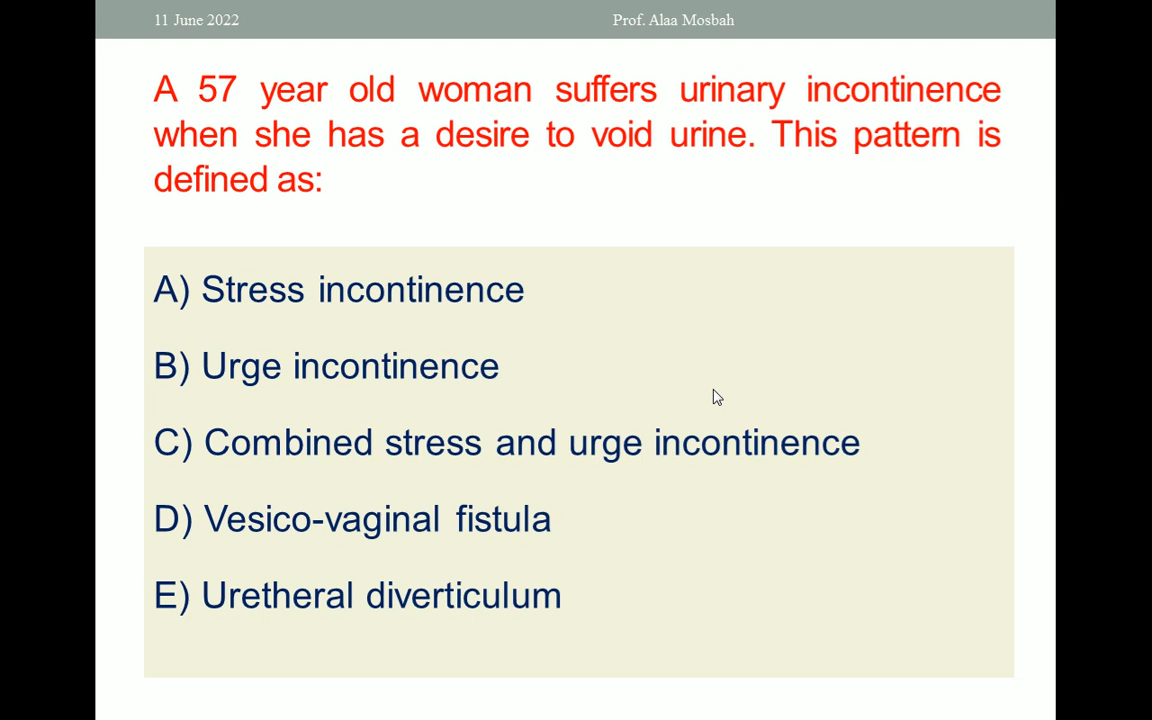 11 June 2022
Prof. Alaa Mosbah
A 57 year old woman suffers urinary incontinence
when she has a desire to void urine. This pattern is
defined as:
A) Stress incontinence
B) Urge incontinence
C) Combined stress and urge incontinence
D) Vesico-vaginal fistula
E) Uretheral diverticulum